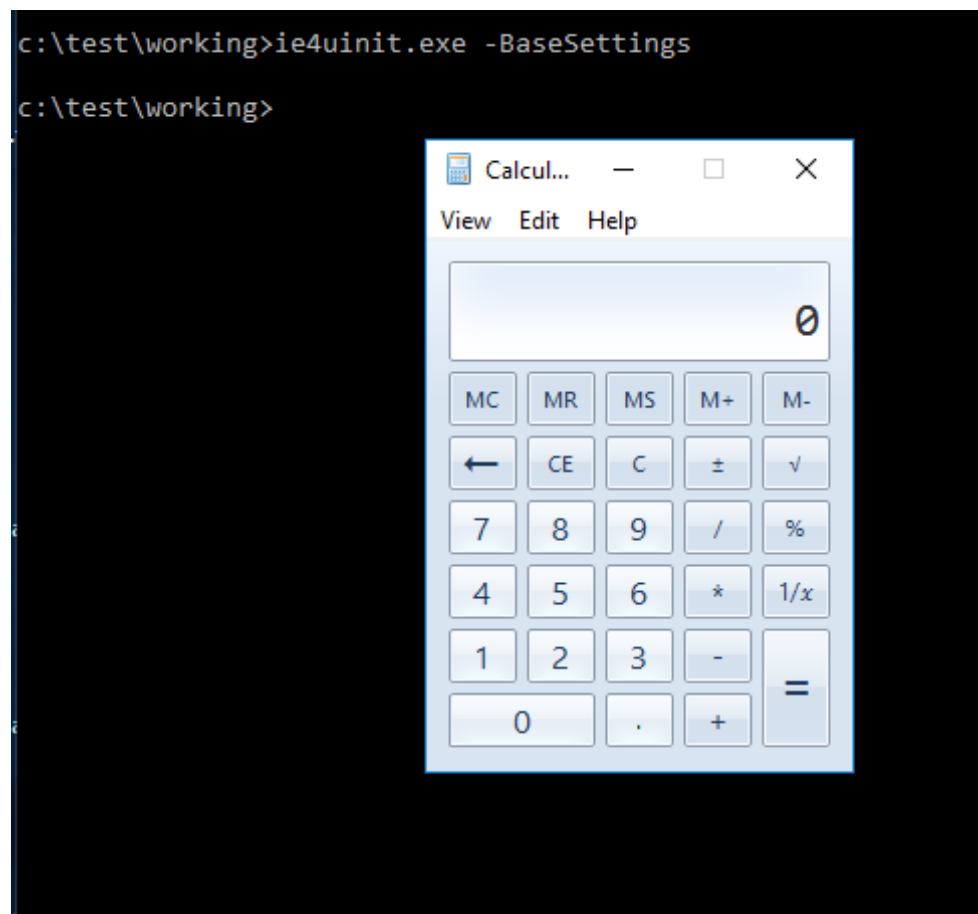 c:\test\working>ie4uinit.exe -BaseSettings
c:\test\working>
Calcul...
View Edit Help
0
MC MR MS M+ M-
← CE C ± √
7 8 9 / %
4 5 6 * 1/x
1 2 3 - =
0 . +